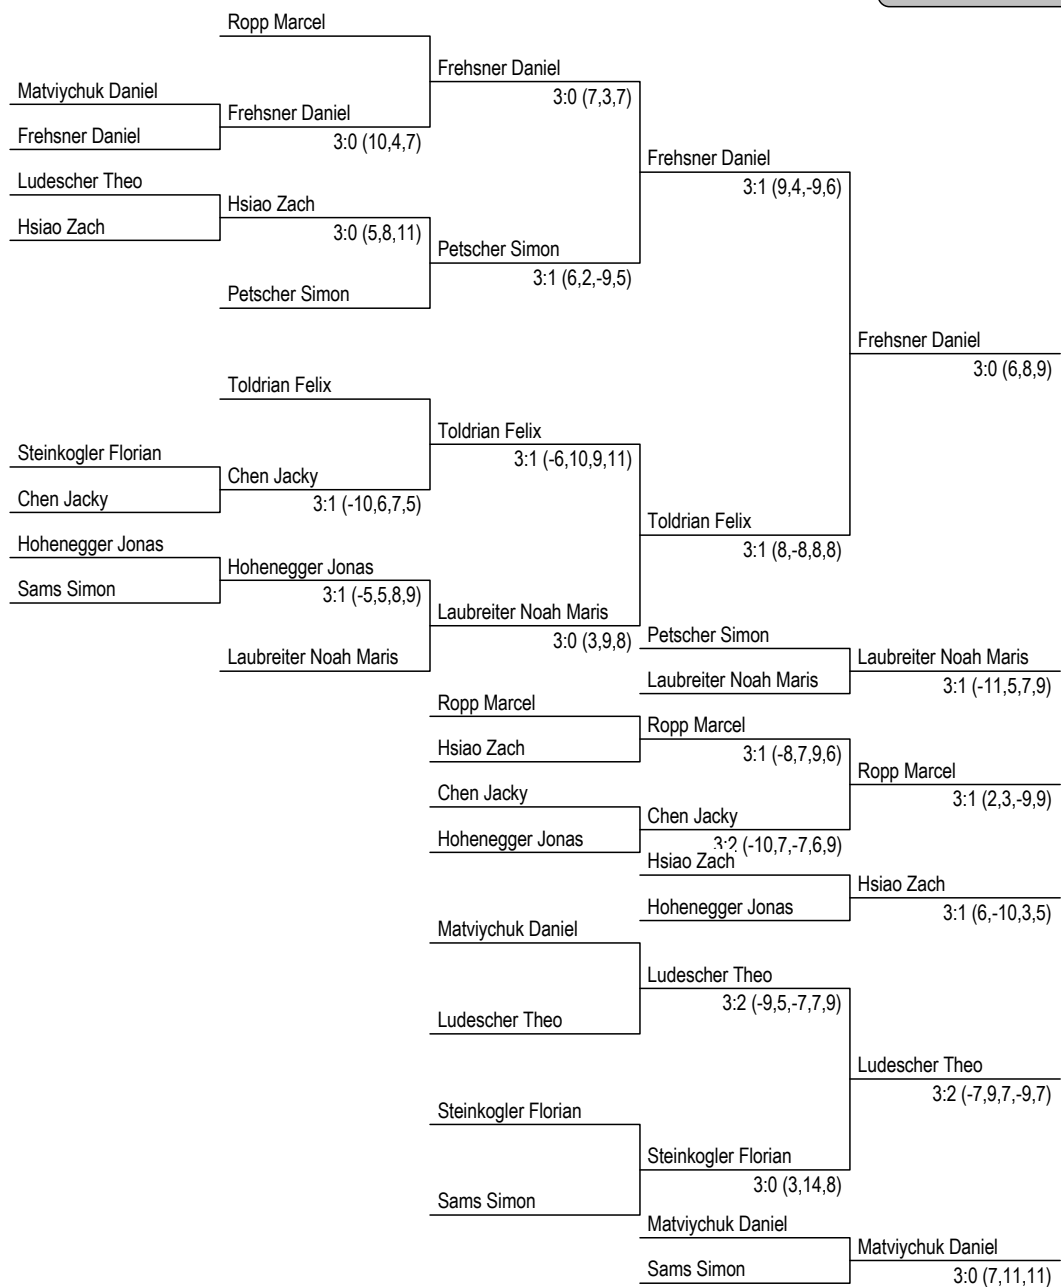 Ropp Marcel
Frehsner Daniel
3:0 (7,3,7)
Matviychuk Daniel
Frehsner Daniel
3:0 (10,4,7)
Frehsner Daniel
Frehsner Daniel
3:1 (9,4,-9,6)
Ludescher Theo
Hsiao Zach
3:0 (5,8,11)
Hsiao Zach
Petscher Simon
3:1 (6,2,-9,5)
Petscher Simon
Frehsner Daniel
3:0 (6,8,9)
Toldrian Felix
Toldrian Felix
3:1 (-6,10,9,11)
Steinkogler Florian
Chen Jacky
3:1 (-10,6,7,5)
Chen Jacky
Toldrian Felix
3:1 (8,-8,8,8)
Hohenegger Jonas
Hohenegger Jonas
3:1 (-5,5,8,9)
Sams Simon
Laubreiter Noah Maris
3:0 (3,9,8)
Laubreiter Noah Maris
Petscher Simon
Laubreiter Noah Maris
3:1 (-11,5,7,9)
Laubreiter Noah Maris
Ropp Marcel
Ropp Marcel
3:1 (-8,7,9,6)
Hsiao Zach
Ropp Marcel
3:1 (2,3,-9,9)
Chen Jacky
Chen Jacky
3:2 (-10,7,-7,6,9)
Hohenegger Jonas
Hsiao Zach
Hsiao Zach
3:1 (6,-10,3,5)
Hohenegger Jonas
Matviychuk Daniel
Ludescher Theo
3:2 (-9,5,-7,7,9)
Ludescher Theo
Ludescher Theo
3:2 (-7,9,7,-9,7)
Steinkogler Florian
Steinkogler Florian
3:0 (3,14,8)
Sams Simon
Matviychuk Daniel
Matviychuk Daniel
3:0 (7,11,11)
Sams Simon